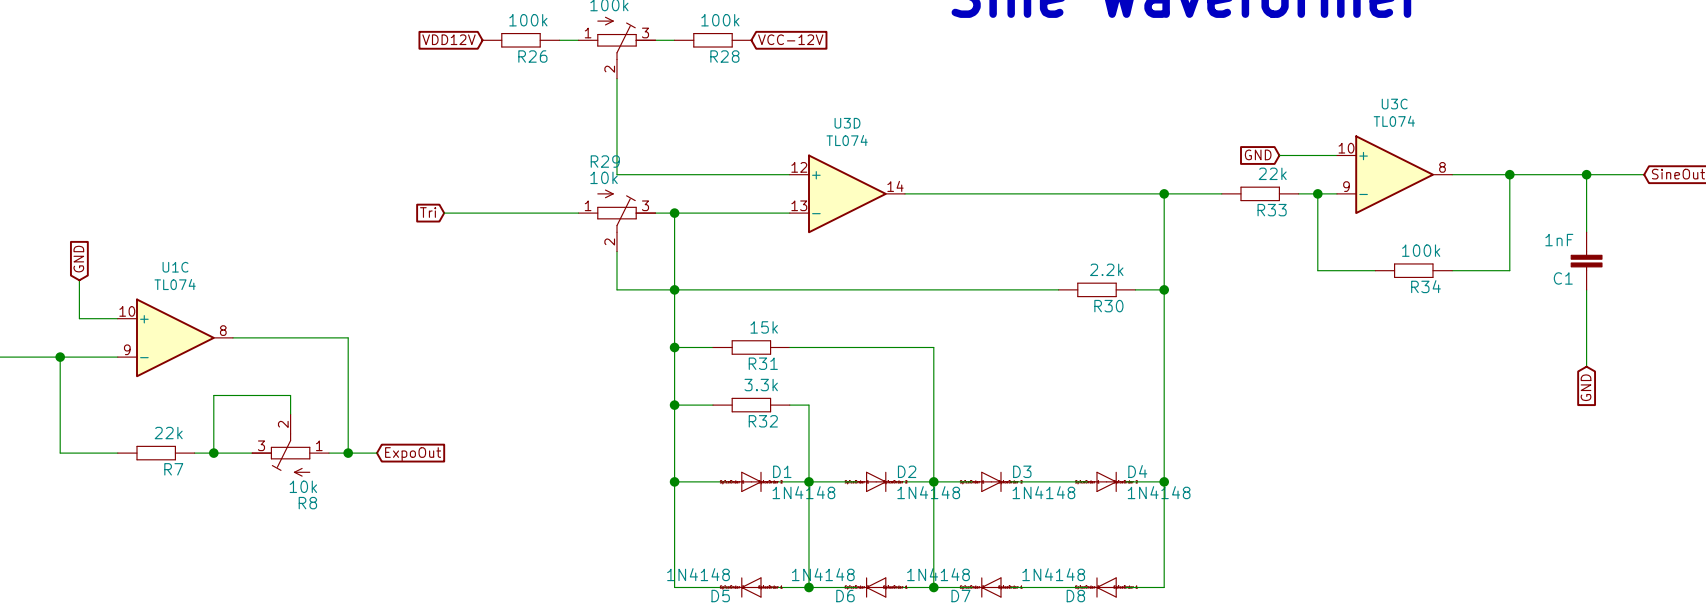 Sine Waveformer
100k
100k
100k
VDD12V
1
3
VCC-12V
R26
R28
2
U3D
TL074
U3C
TL074
R29
10k
12
+
14
13
-
Tri
1
3
2
GND
10
+
8
9
-
22k
R33
SineOut
100k
R34
1nF
C1
GND
GND
U1C
TL074
10
+
8
9
-
2.2k
R30
15k
R31
3.3k
R32
22k
R7
2
3
1
ExpoOut
10k
R8
D1
1N4148
D2
1N4148
D3
1N4148
D4
1N4148
1N4148
D5
1N4148
D6
1N4148
D7
1N4148
D8